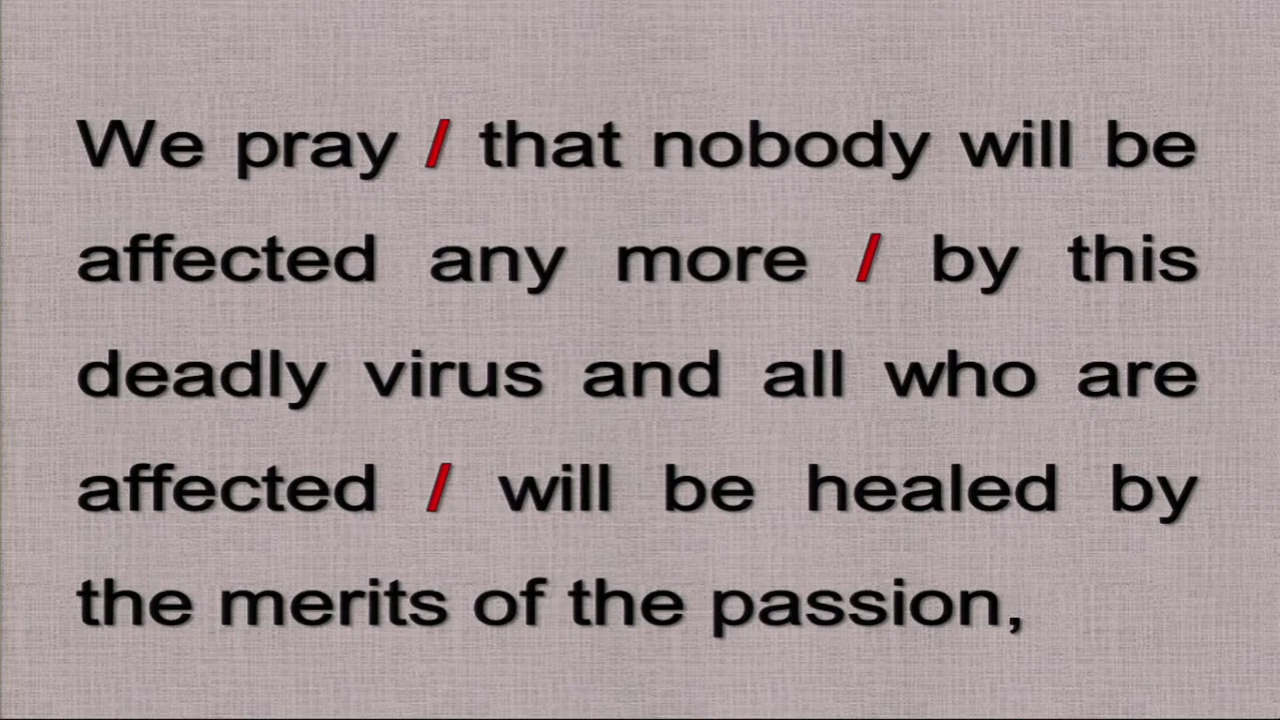 We pray / that nobody will be
affected any more / by this
deadly virus and all who are
affected / will be healed by
the merits of the passion,